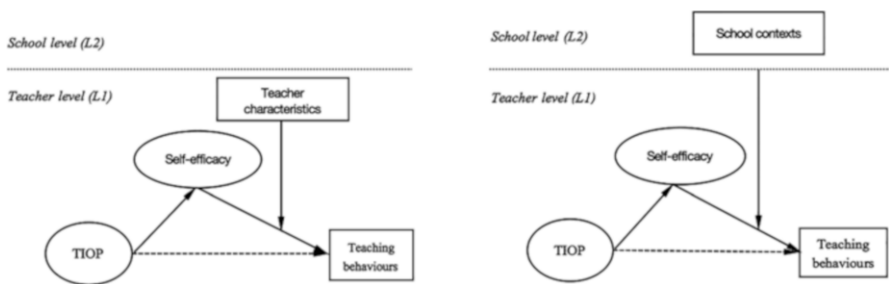 School level (L2)
Teacher level (L1)
Teacher
characteristics
Self-efficacy
TIOP
Teaching
behaviours
School level (L2)
School contexts
Teacher level (L1)
Self-efficacy
TIOP
Teaching
behaviours